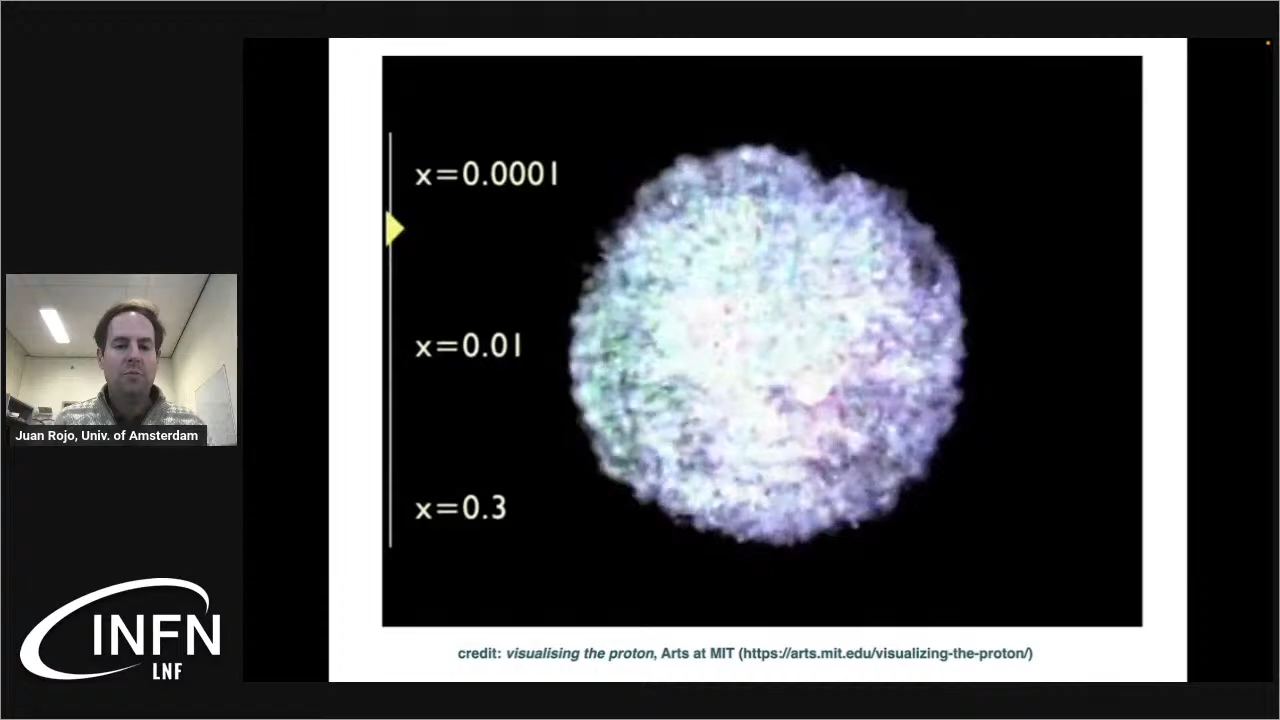 x=0.0001
x=0.01
x=0.3
credit: visualising the proton, Arts at MIT (https://arts.mit.edu/visualizing-the-proton/)
Juan Rojo, Univ. of Amsterdam
INFN
LNF